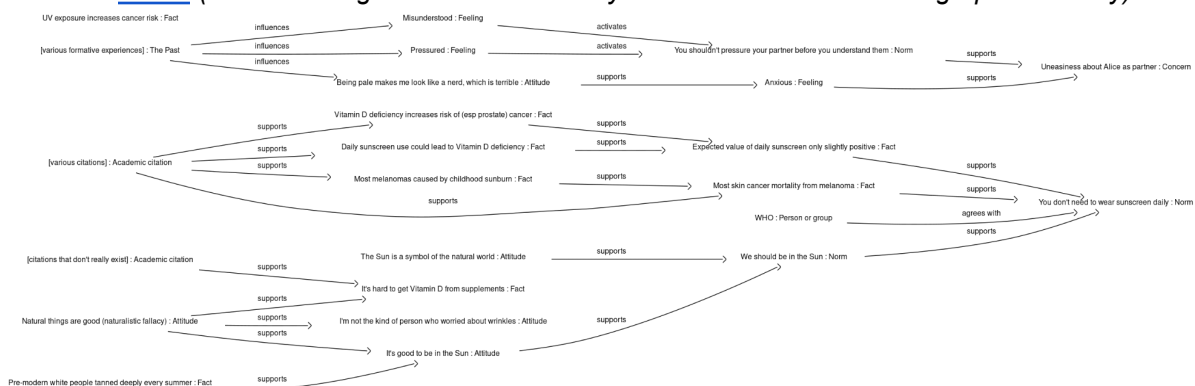 UV exposure increases cancer risk : Fact
Misunderstood : Feeling
influences
activates
[various formative experiences] : The Past
influences
Pressured : Feeling
activates
You shouldn't pressure your partner before you understand them : Norm
supports
influences
Uneasiness about Alice as partner : Concern
Being pale makes me look like a nerd, which is terrible : Attitude
supports
Anxious : Feeling
supports
Vitamin D deficiency increases risk of (esp prostate) cancer : Fact
supports
supports
[various citations] : Academic citation
supports
Daily sunscreen use could lead to Vitamin D deficiency : Fact
supports
Expected value of daily sunscreen only slightly positive : Fact
supports
supports
Most melanomas caused by childhood sunburn : Fact
supports
Most skin cancer mortality from melanoma : Fact
supports
supports
You don't need to wear sunscreen daily : Norm
WHO : Person or group
agrees with
supports
[citations that don't really exist] : Academic citation
supports
The Sun is a symbol of the natural world : Attitude
supports
We should be in the Sun : Norm
It's hard to get Vitamin D from supplements : Fact
supports
Natural things are good (naturalistic fallacy) : Attitude
supports
I'm not the kind of person who worried about wrinkles : Attitude
supports
supports
It's good to be in the Sun : Attitude
Pre-modern white people tanned deeply every summer : Fact
supports